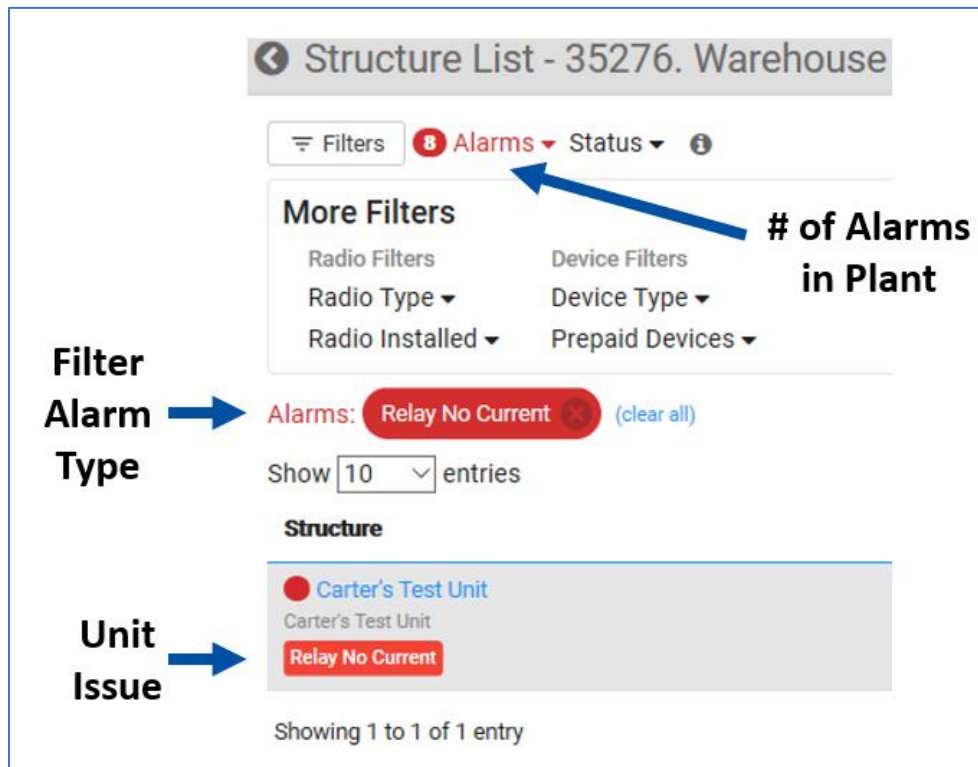 Structure List - 35276. Warehouse
Filters 8 Alarms Status
More Filters
# of Alarms
in Plant
Radio Filters Device Filters
Radio Type Device Type
Radio Installed Prepaid Devices
Filter
Alarm
Type
Alarms: Relay No Current (clear all)
Show 10 entries
Structure
Carter's Test Unit
Carter's Test Unit
Relay No Current
Unit
Issue
Showing 1 to 1 of 1 entry